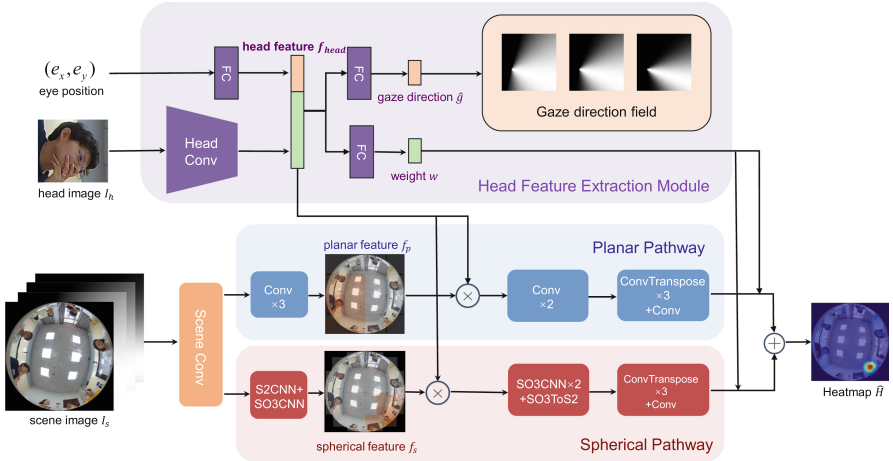 (e_x, e_y)
eye position
FC
head feature f_head
FC
gaze direction ĝ
Gaze direction field
head image I_h
Head
Conv
FC
weight w
Head Feature Extraction Module
scene image I_s
Scene Conv
planar feature f_p
Planar Pathway
Conv
×3
×
Conv
×2
ConvTranspose
×3
+Conv
S2CNN+
SO3CNN
spherical feature f_s
×
SO3CNN×2
+SO3ToS2
ConvTranspose
×3
+Conv
Spherical Pathway
+
Heatmap Ĥ